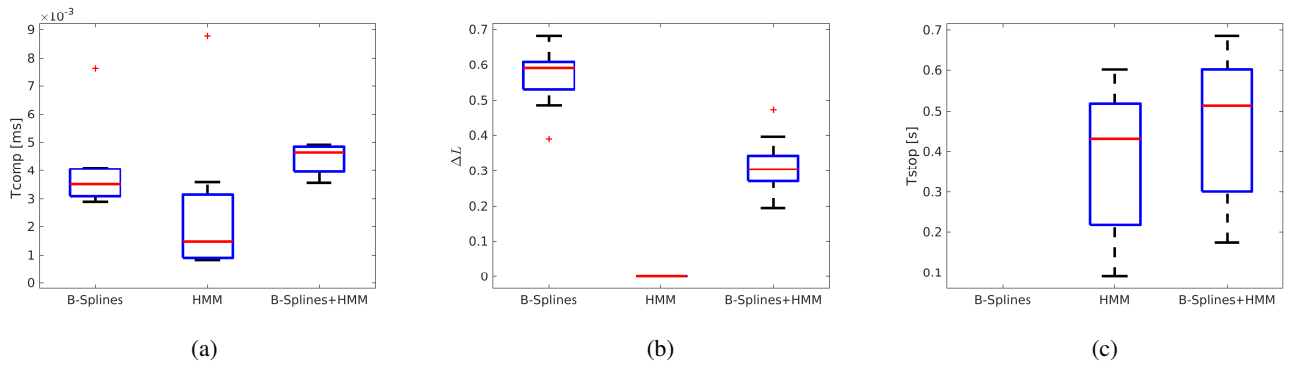 ×10⁻³
9
8
7
6
5
4
3
2
1
0
Tcomp [ms]
B-Splines HMM B-Splines+HMM
(a)
0.7
0.6
0.5
0.4
0.3
0.2
0.1
0
ΔL
B-Splines HMM B-Splines+HMM
(b)
0.7
0.6
0.5
0.4
0.3
0.2
0.1
Tstop [s]
B-Splines HMM B-Splines+HMM
(c)